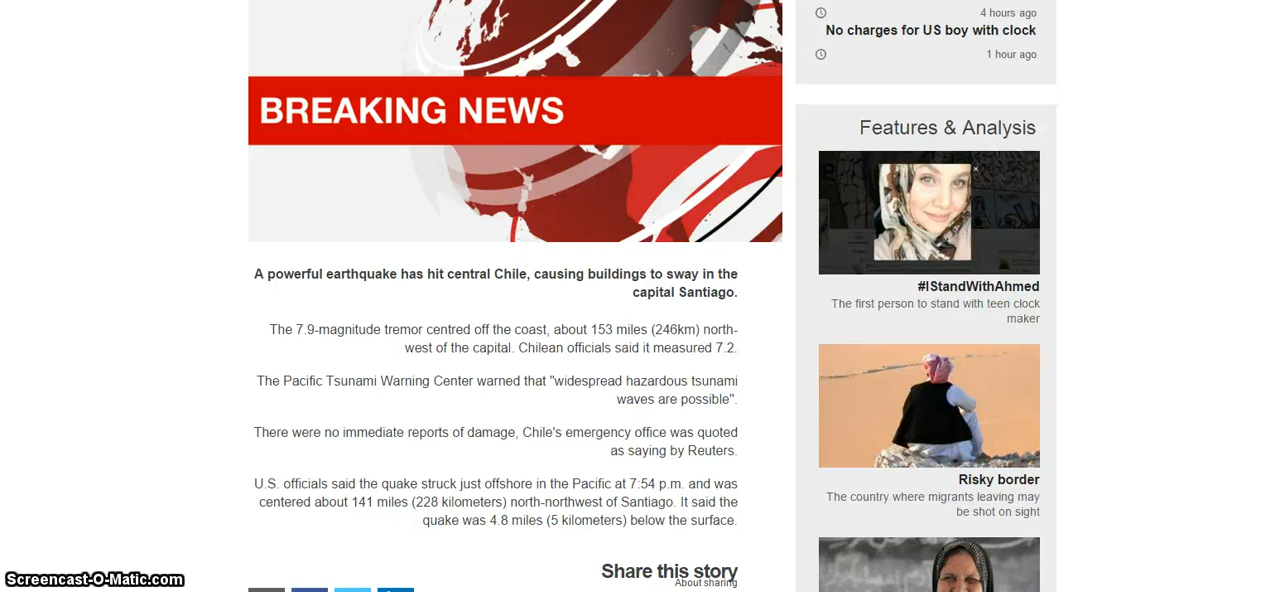 BREAKING NEWS
A powerful earthquake has hit central Chile, causing buildings to sway in the
capital Santiago.
The 7.9-magnitude tremor centred off the coast, about 153 miles (246km) north-
west of the capital. Chilean officials said it measured 7.2.
The Pacific Tsunami Warning Center warned that "widespread hazardous tsunami
waves are possible".
There were no immediate reports of damage, Chile's emergency office was quoted
as saying by Reuters.
U.S. officials said the quake struck just offshore in the Pacific at 7:54 p.m. and was
centered about 141 miles (228 kilometers) north-northwest of Santiago. It said the
quake was 4.8 miles (5 kilometers) below the surface.
Share this story
About sharing
4 hours ago
No charges for US boy with clock
1 hour ago
Features & Analysis
#IStandWithAhmed
The first person to stand with teen clock
maker
Risky border
The country where migrants leaving may
be shot on sight
Screencast-O-Matic.com